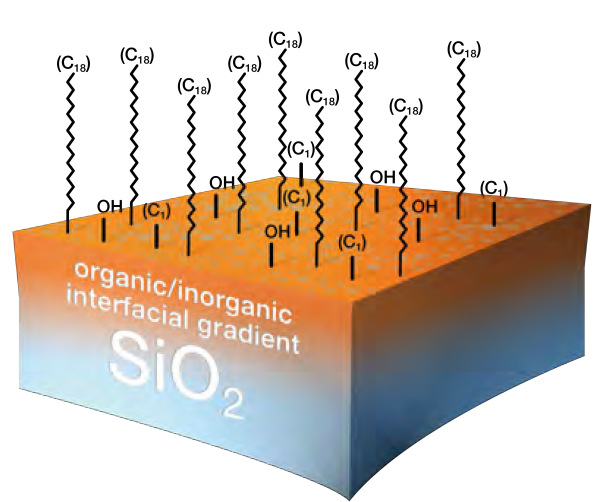 (C₁₈)
(C₁₈)
(C₁₈)
(C₁₈)
(C₁₈)
(C₁₈)
(C₁₈)
(C₁₈)
(C₁₈)
(C₁)
OH
OH
(C₁)
(C₁)
OH
(C₁)
OH
OH
(C₁)
organic/inorganic
interfacial gradient
SiO₂